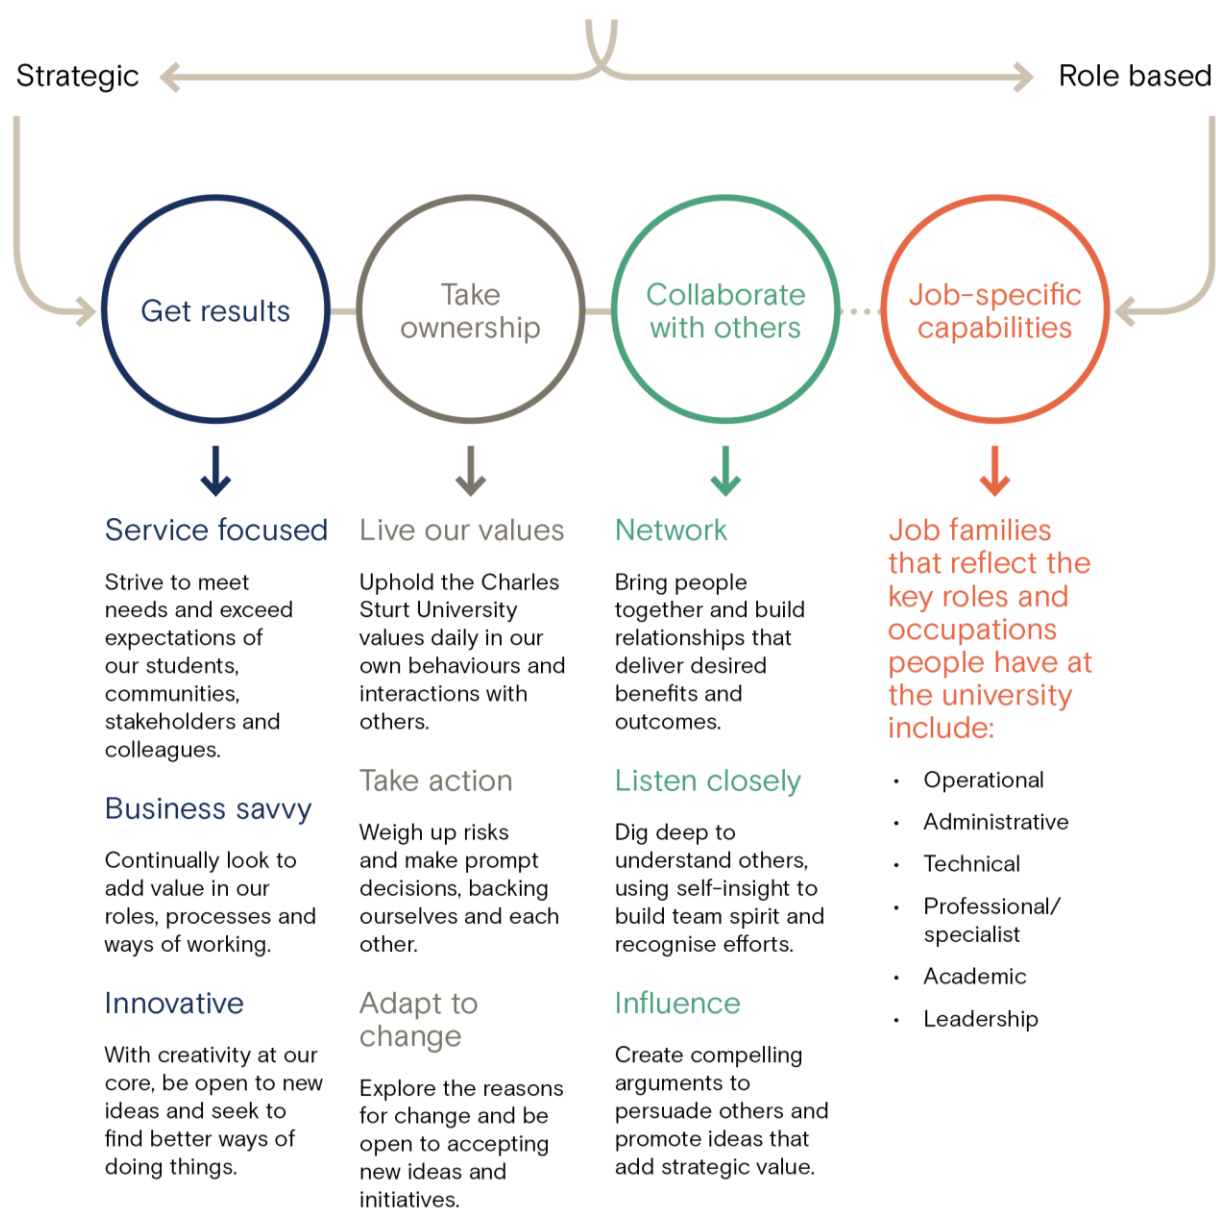 Strategic
Role based
Get results
Take
ownership
Collaborate
with others
Job-specific
capabilities
Service focused
Strive to meet
needs and exceed
expectations of
our students,
communities,
stakeholders and
colleagues.
Business savvy
Continually look to
add value in our
roles, processes and
ways of working.
Innovative
With creativity at our
core, be open to new
ideas and seek to
find better ways of
doing things.
Live our values
Uphold the Charles
Sturt University
values daily in our
own behaviours and
interactions with
others.
Take action
Weigh up risks
and make prompt
decisions, backing
ourselves and each
other.
Adapt to
change
Explore the reasons
for change and be
open to accepting
new ideas and
initiatives.
Network
Bring people
together and build
relationships that
deliver desired
benefits and
outcomes.
Listen closely
Dig deep to
understand others,
using self-insight to
build team spirit and
recognise efforts.
Influence
Create compelling
arguments to
persuade others and
promote ideas that
add strategic value.
Job families
that reflect the
key roles and
occupations
people have at
the university
include:
• Operational
• Administrative
• Technical
• Professional/
specialist
• Academic
• Leadership